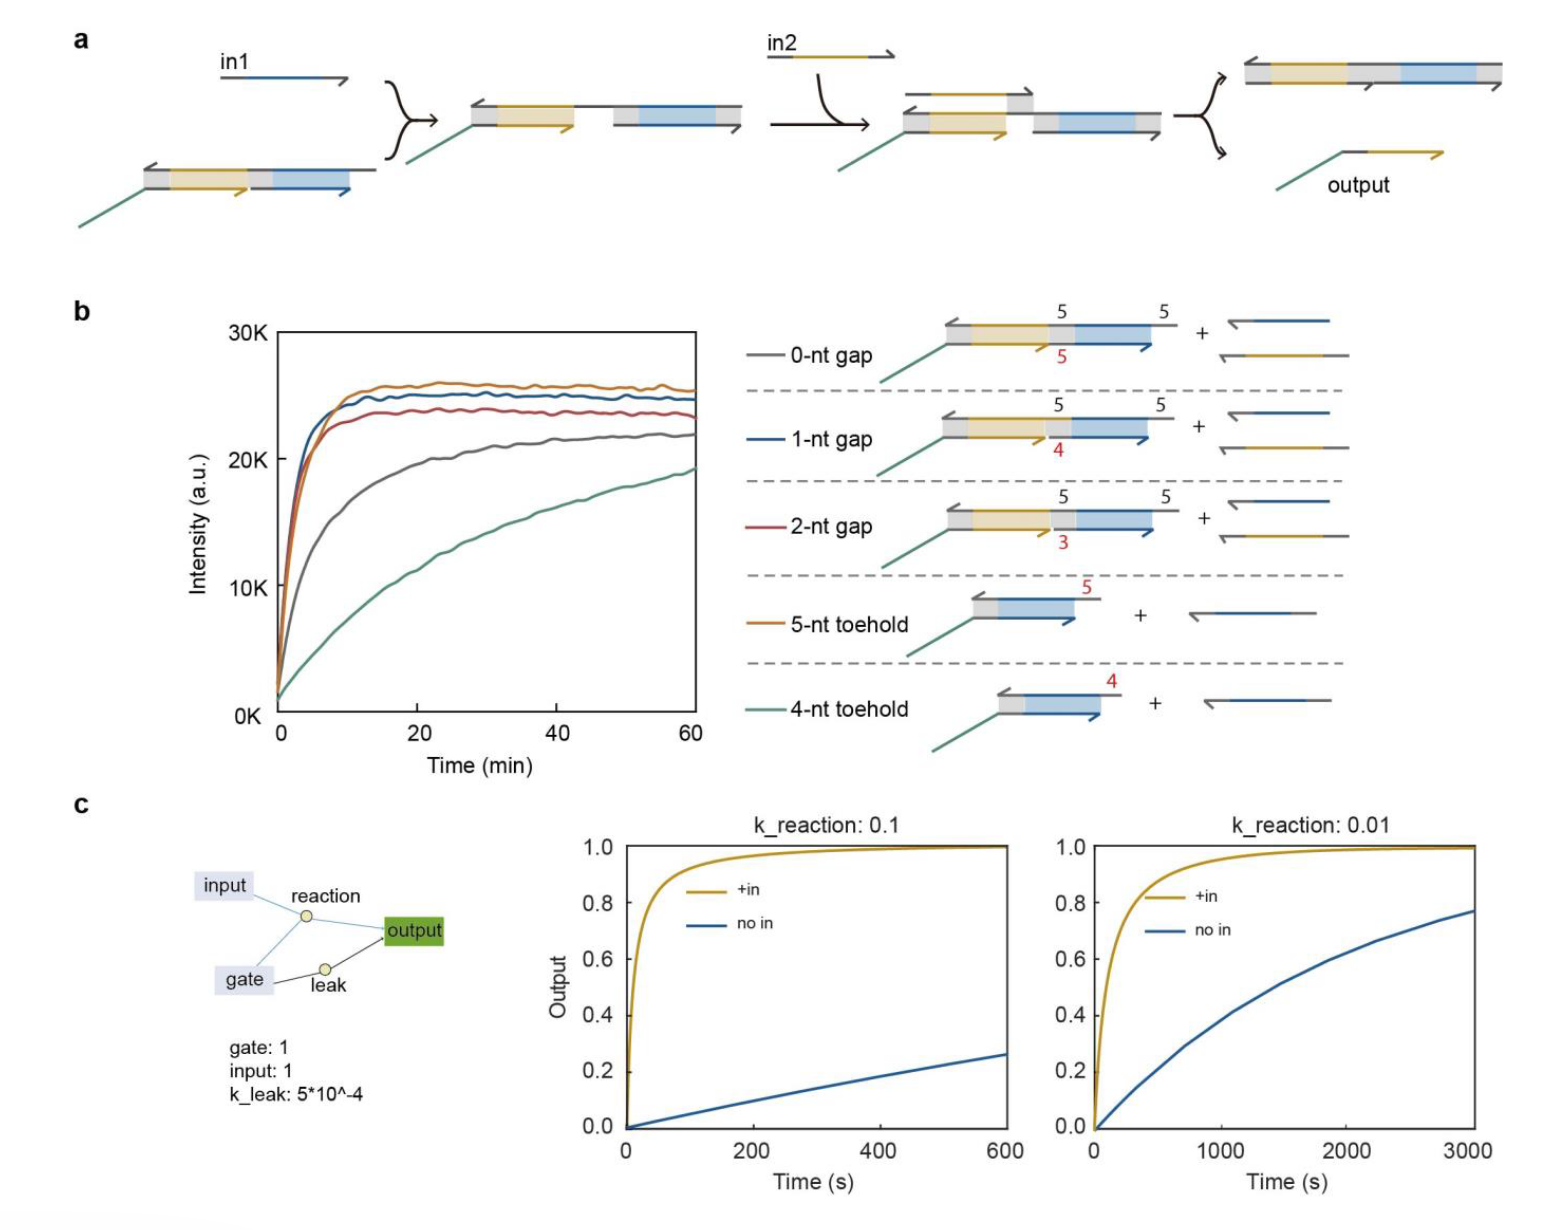 a
in1
in2
output
b
30K
20K
10K
0K
Intensity (a.u.)
0
20
40
60
Time (min)
0-nt gap
5
5
5
+
1-nt gap
5
5
4
+
2-nt gap
5
5
3
+
5-nt toehold
5
+
4-nt toehold
4
+
c
input
reaction
output
gate
leak
gate: 1
input: 1
k_leak: 5*10^-4
k_reaction: 0.1
1.0
0.8
0.6
0.4
0.2
0.0
Output
+in
no in
0
200
400
600
Time (s)
k_reaction: 0.01
1.0
0.8
0.6
0.4
0.2
0.0
+in
no in
0
1000
2000
3000
Time (s)